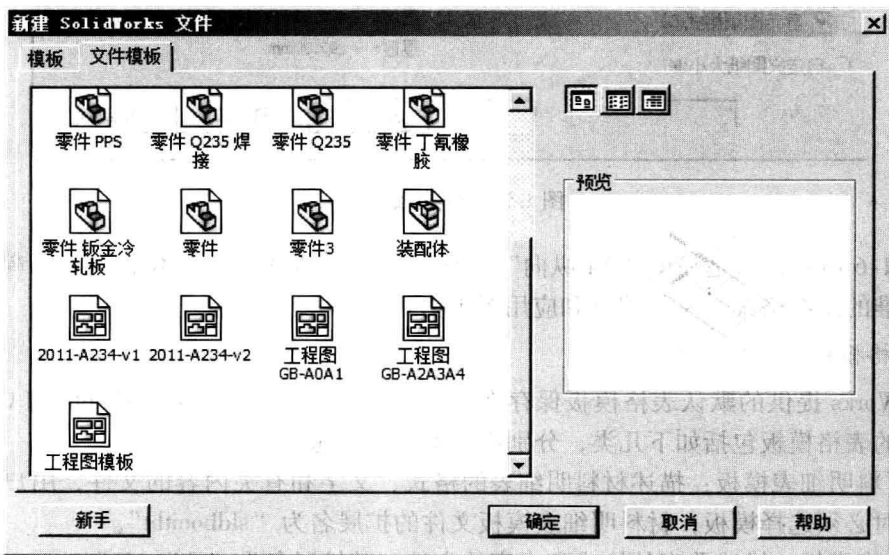 新建 SolidWorks 文件
模板 文件模板
零件 PPS 零件 Q235 焊接 零件 Q235 零件 丁氰橡胶
零件 钣金冷轧板 零件 零件3 装配体
2011-A234-v1 2011-A234-v2 工程图 GB-A0A1 工程图 GB-A2A3A4
工程图模板
预览
新手 确定 取消 帮助